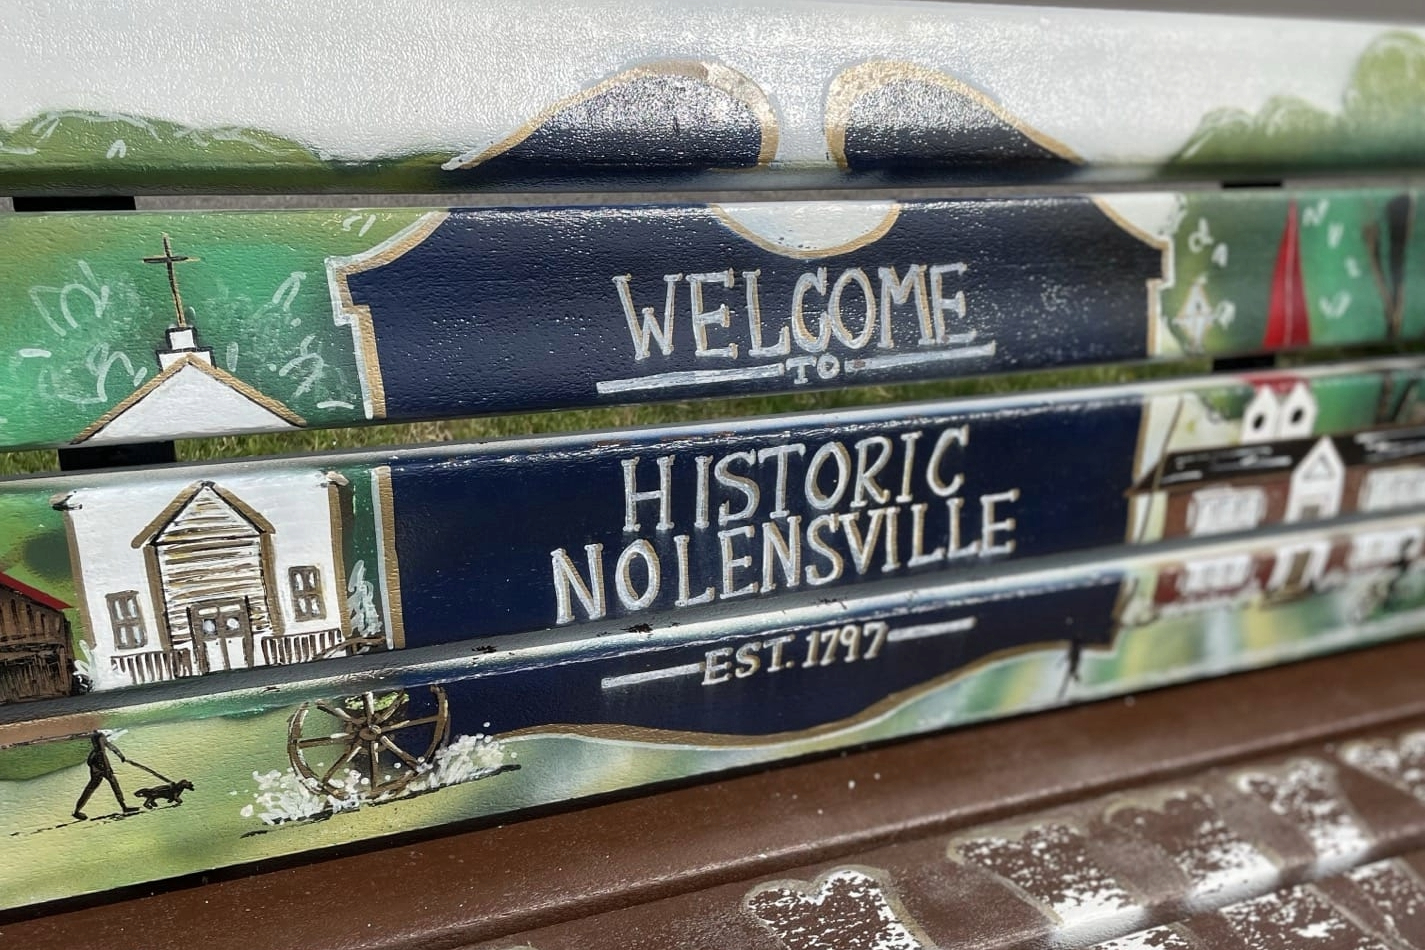 WELCOME
TO
HISTORIC
NOLENSVILLE
EST. 1797